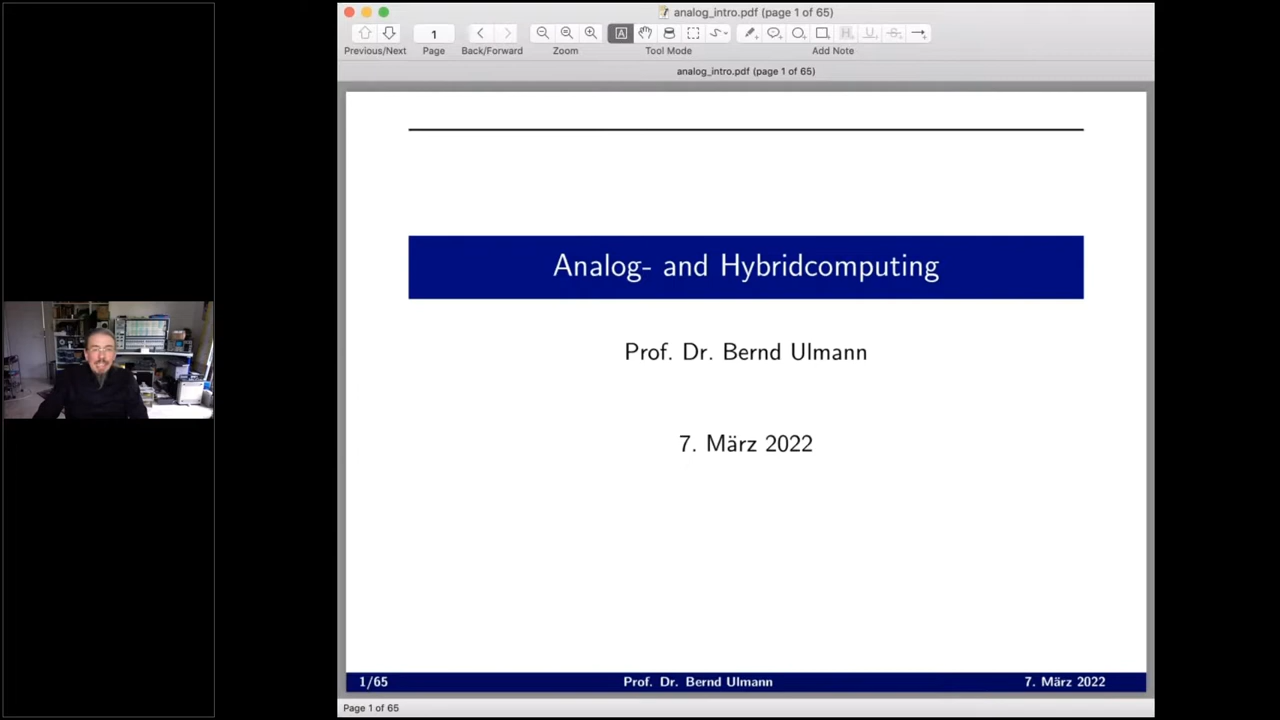 analog_intro.pdf (page 1 of 65)
1
Previous/Next
Page
Back/Forward
Zoom
Tool Mode
Add Note
analog_intro.pdf (page 1 of 65)
Analog- and Hybridcomputing
Prof. Dr. Bernd Ulmann
7. März 2022
1/65
Prof. Dr. Bernd Ulmann
7. März 2022
Page 1 of 65